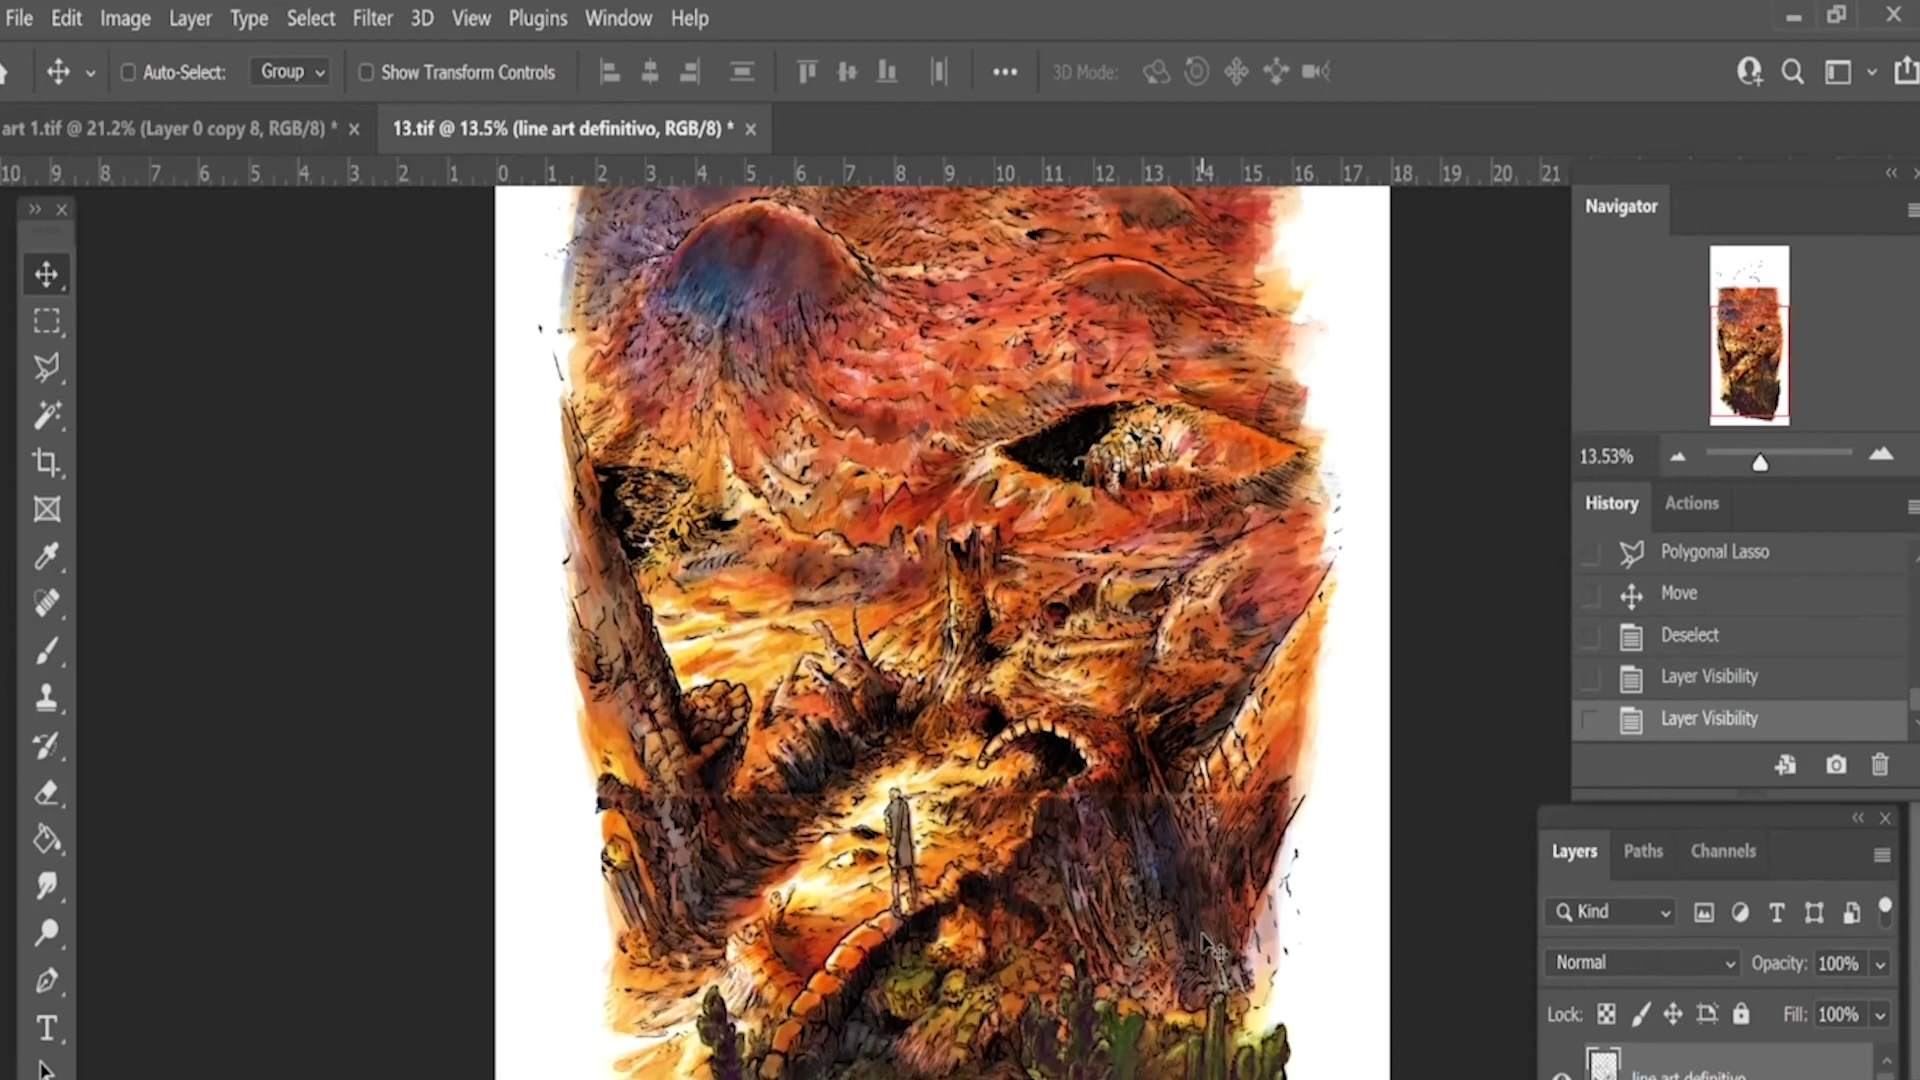 File Edit Image Layer Type Select Filter 3D View Plugins Window Help
Auto-Select: Group Show Transform Controls 3D Mode:
art 1.tif @ 21.2% (Layer 0 copy 8, RGB/8) * 13.tif @ 13.5% (line art definitivo, RGB/8) *
10 9 8 7 6 5 4 3 2 1 0 1 2 3 4 5 6 7 8 9 10 11 12 13 14 15 16 17 18 19 20 21
Navigator
13.53%
History Actions
Polygonal Lasso
Move
Deselect
Layer Visibility
Layer Visibility
Layers Paths Channels
Kind
Normal Opacity: 100%
Lock: Fill: 100%
line art definitivo
T